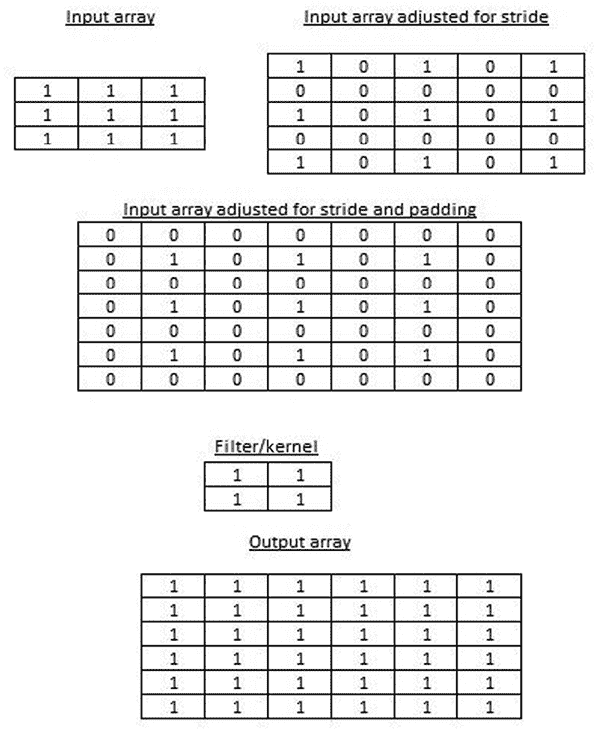 Input array
1 1 1
1 1 1
1 1 1
Input array adjusted for stride
1 0 1 0 1
0 0 0 0 0
1 0 1 0 1
0 0 0 0 0
1 0 1 0 1
Input array adjusted for stride and padding
0 0 0 0 0 0 0
0 1 0 1 0 1 0
0 0 0 0 0 0 0
0 1 0 1 0 1 0
0 0 0 0 0 0 0
0 1 0 1 0 1 0
0 0 0 0 0 0 0
Filter/kernel
1 1
1 1
Output array
1 1 1 1 1 1
1 1 1 1 1 1
1 1 1 1 1 1
1 1 1 1 1 1
1 1 1 1 1 1
1 1 1 1 1 1